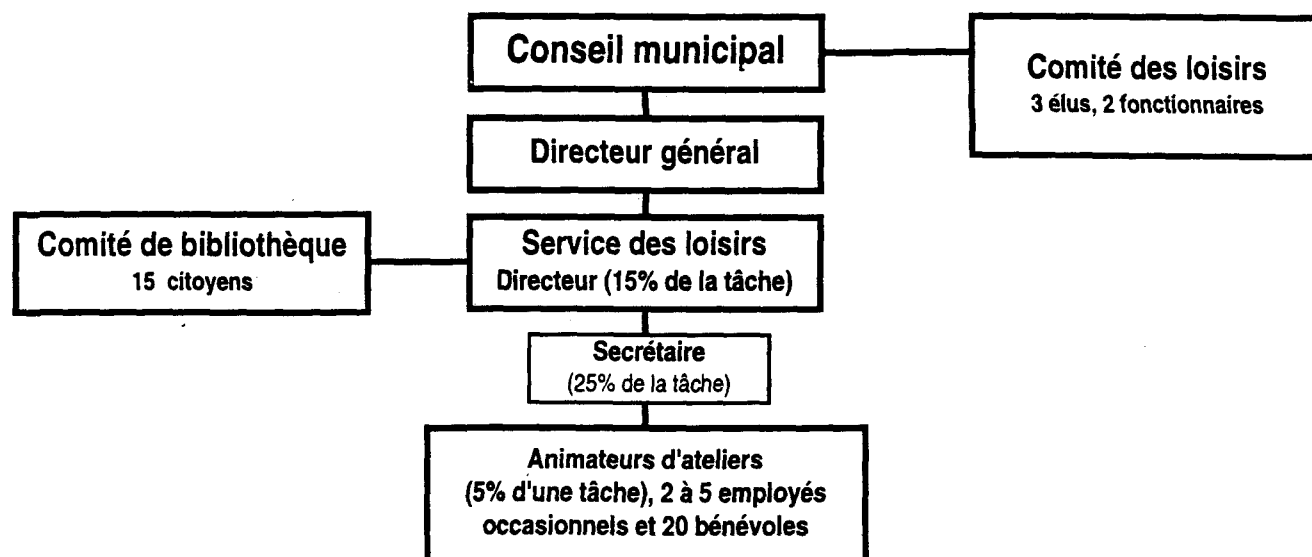 Conseil municipal
Comité des loisirs
3 élus, 2 fonctionnaires
Directeur général
Comité de bibliothèque
15 citoyens
Service des loisirs
Directeur (15% de la tâche)
Secrétaire
(25% de la tâche)
Animateurs d'ateliers
(5% d'une tâche), 2 à 5 employés
occasionnels et 20 bénévoles